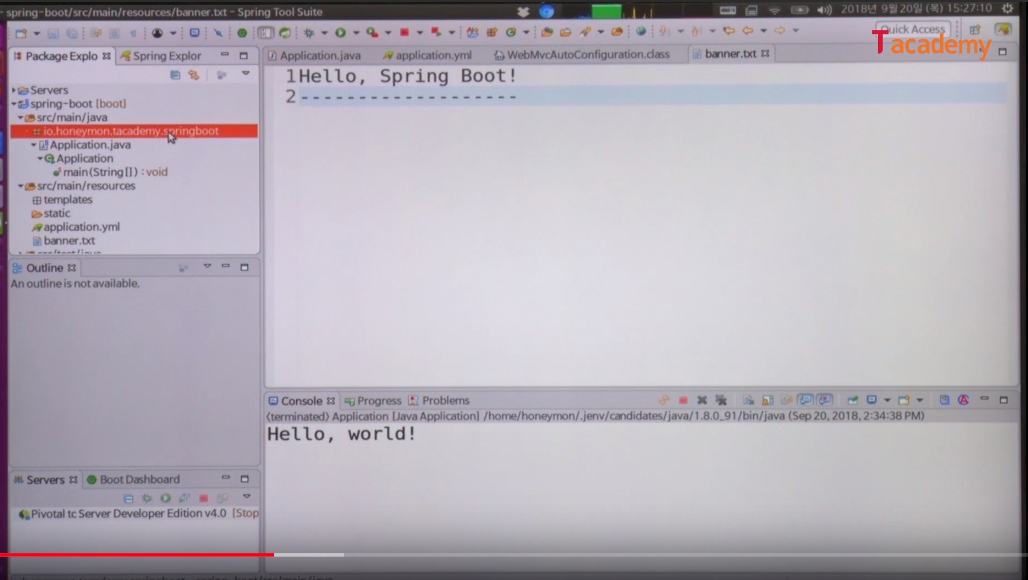 spring-boot/src/main/resources/banner.txt - Spring Tool Suite
2018년 9월20일 (목) 15:27:10
Quick Access
Tacademy
Package Explo
Spring Explor
Application.java
application.yml
WebMvcAutoConfiguration.class
banner.txt
1Hello, Spring Boot!
2-------------------
Servers
spring-boot [boot]
src/main/java
io.honeymon.tacademy.springboot
Application.java
Application
main(String[]) : void
src/main/resources
templates
static
application.yml
banner.txt
Outline
An outline is not available.
Console
Progress
Problems
<terminated> Application [Java Application] /home/honeymon/.jenv/candidates/java/1.8.0_91/bin/java (Sep 20, 2018, 2:34:38 PM)
Hello, world!
Servers
Boot Dashboard
Pivotal tc Server Developer Edition v4.0 [Stop